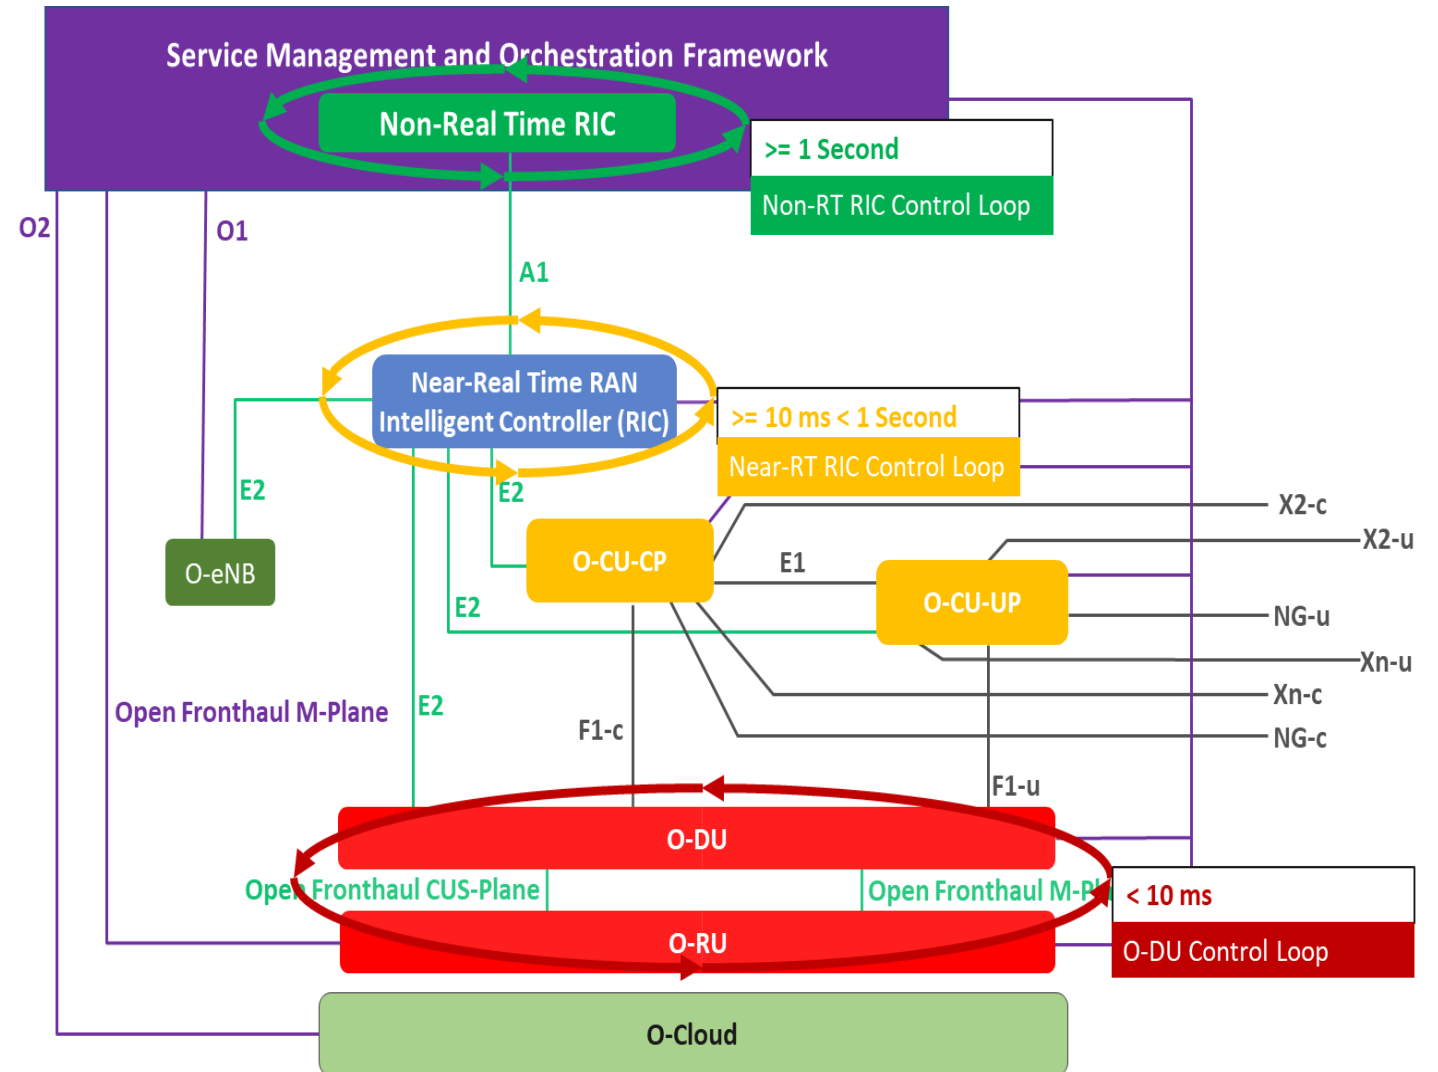 Service Management and Orchestration Framework
Non-Real Time RIC
>= 1 Second
Non-RT RIC Control Loop
O2
O1
A1
Near-Real Time RAN
Intelligent Controller (RIC)
>= 10 ms < 1 Second
Near-RT RIC Control Loop
E2
E2
X2-c
X2-u
O-eNB
O-CU-CP
E1
O-CU-UP
E2
NG-u
Xn-u
Xn-c
Open Fronthaul M-Plane
E2
F1-c
NG-c
F1-u
O-DU
Open Fronthaul CUS-Plane
Open Fronthaul M-Pl
< 10 ms
O-RU
O-DU Control Loop
O-Cloud